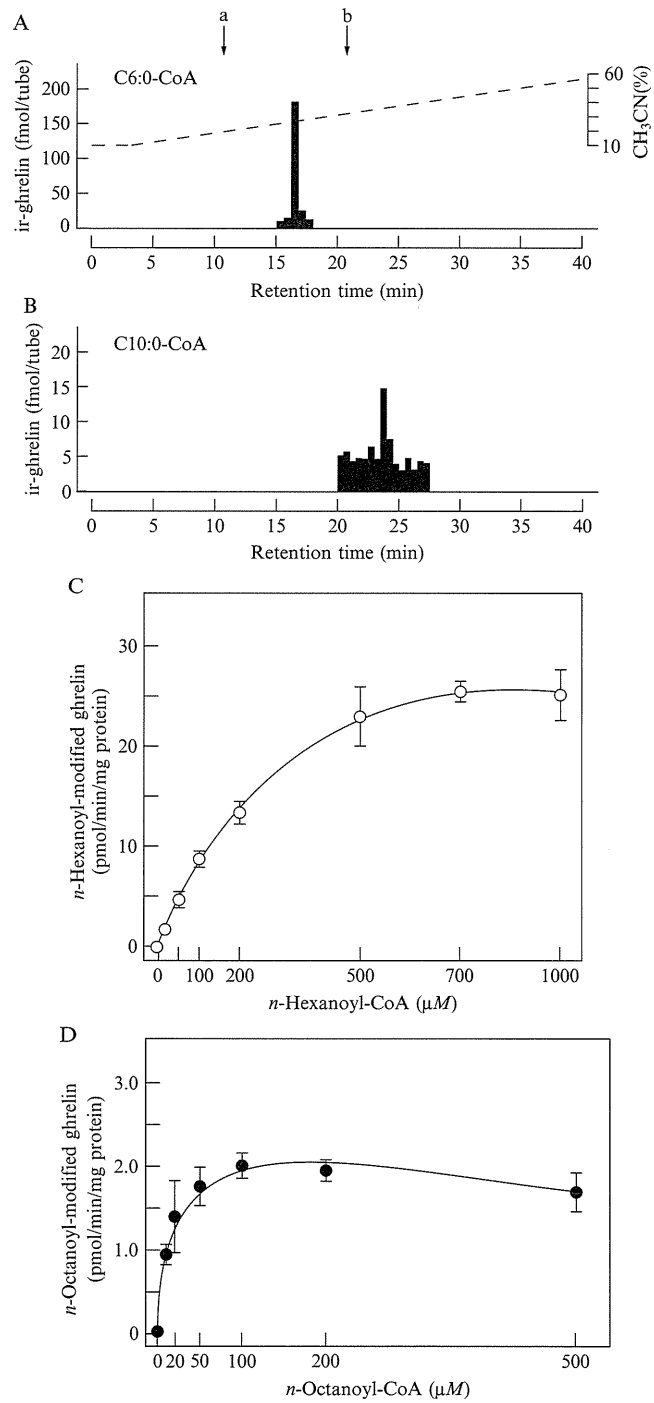 A
a b
C6:0-CoA
ir-ghrelin (fmol/tube)
200
150
100
50
0
60
10
CH₃CN(%)
0 5 10 15 20 25 30 35 40
Retention time (min)
B
C10:0-CoA
ir-ghrelin (fmol/tube)
20
15
10
5
0
0 5 10 15 20 25 30 35 40
Retention time (min)
C
n-Hexanoyl-modified ghrelin
(pmol/min/mg protein)
30
20
10
0
0 100 200 500 700 1000
n-Hexanoyl-CoA (μM)
D
n-Octanoyl-modified ghrelin
(pmol/min/mg protein)
3.0
2.0
1.0
0
0 20 50 100 200 500
n-Octanoyl-CoA (μM)